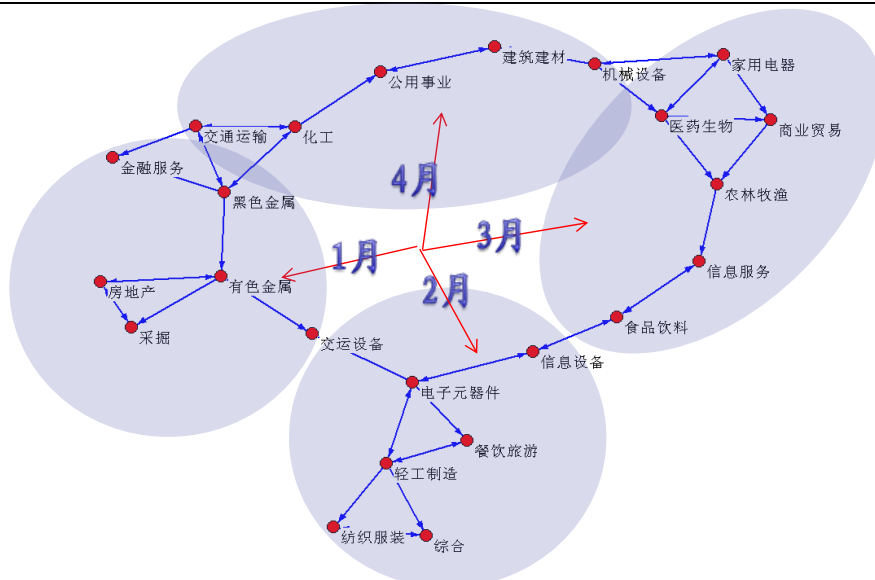 建筑建材
家用电器
公用事业
机械设备
交通运输
化工
医药生物
商业贸易
金融服务
4月
黑色金属
农林牧渔
3月
1月
信息服务
房地产
有色金属
2月
食品饮料
采掘
交运设备
信息设备
电子元器件
餐饮旅游
轻工制造
纺织服装
综合